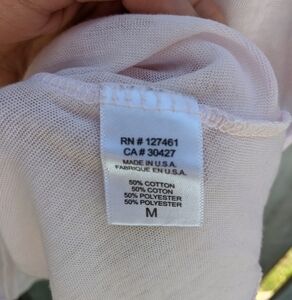 RN # 127461
CA # 30427
MADE IN U.S.A.
FABRIQUE EN U.S.A.
50% COTTON
50% COTON
50% POLYESTER
50% POLYESTER
M